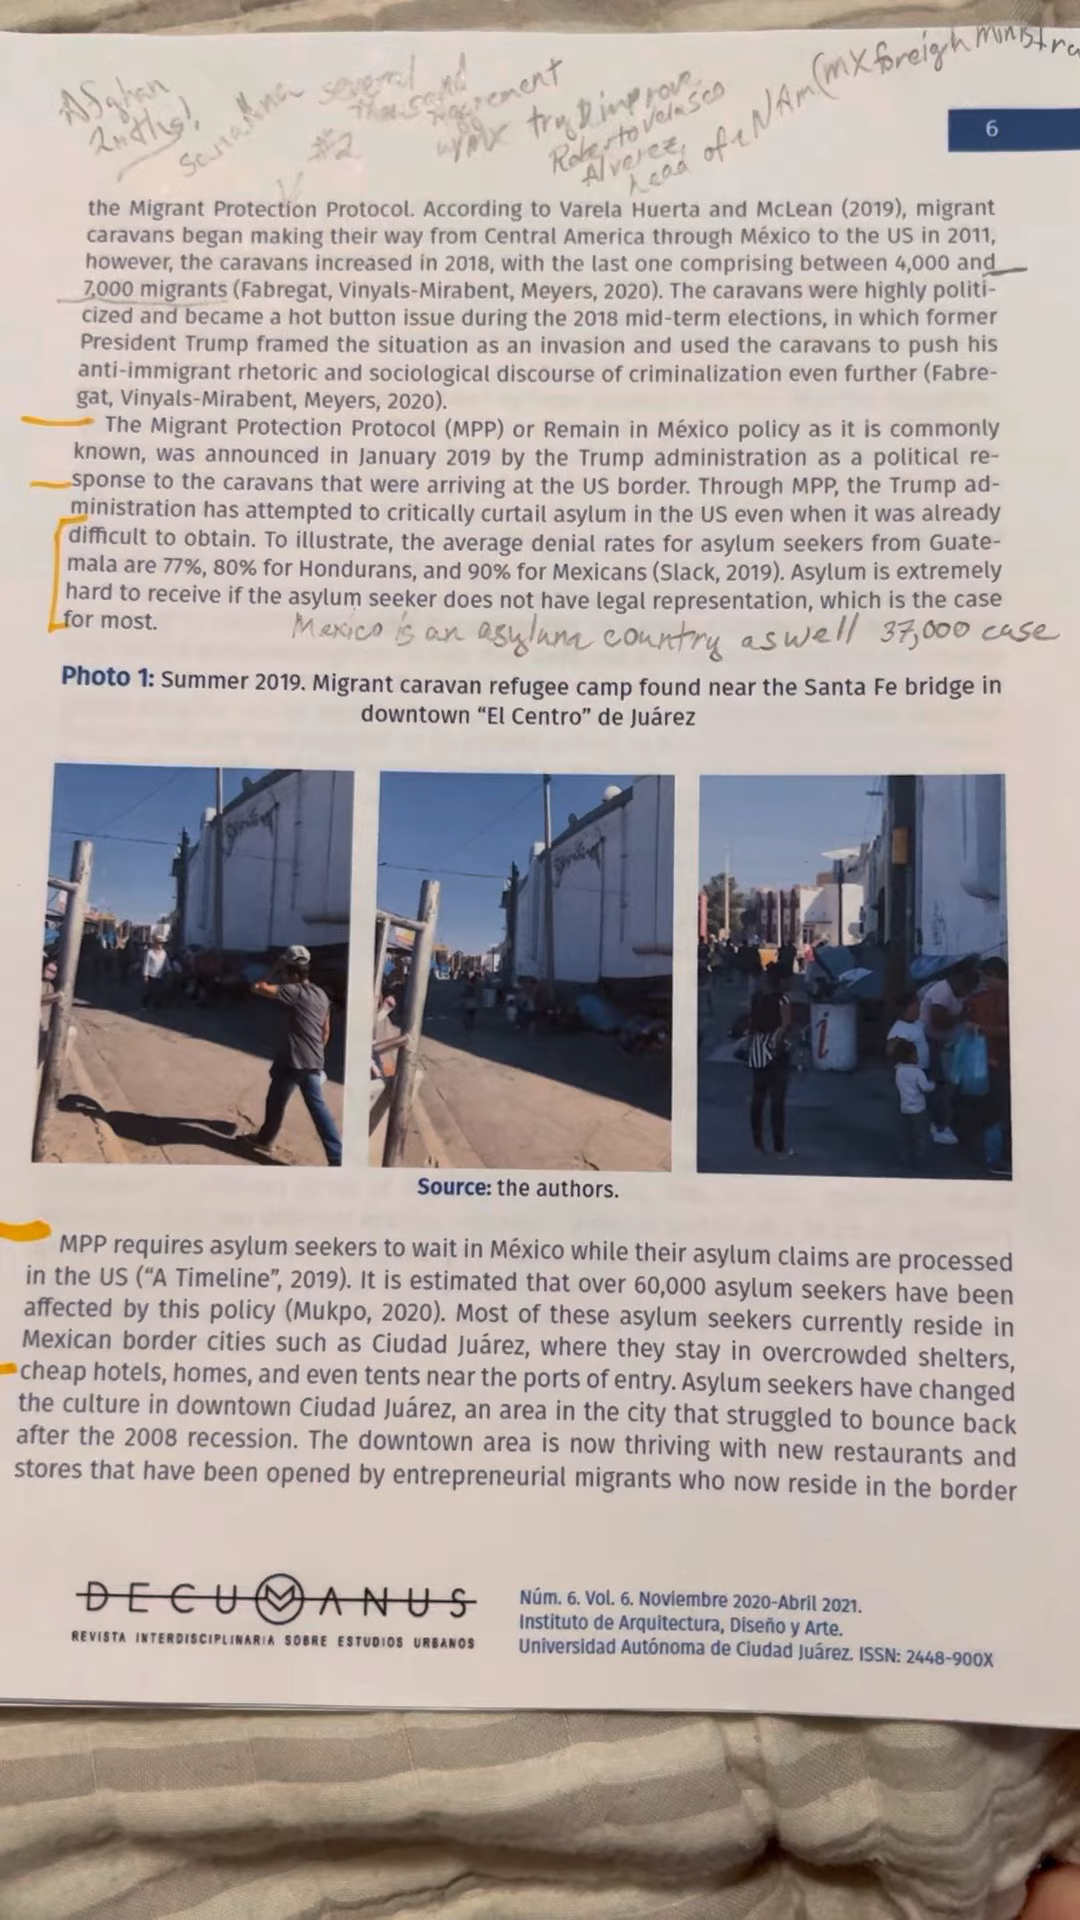 Afghan
2mths!
several
thousand
agreement
#2
try & improve
Roberto Velasco
Alverez,
head of NAm (MX foreign ministr
6
the Migrant Protection Protocol. According to Varela Huerta and McLean (2019), migrant
caravans began making their way from Central America through México to the US in 2011,
however, the caravans increased in 2018, with the last one comprising between 4,000 and
7,000 migrants (Fabregat, Vinyals-Mirabent, Meyers, 2020). The caravans were highly politi-
cized and became a hot button issue during the 2018 mid-term elections, in which former
President Trump framed the situation as an invasion and used the caravans to push his
anti-immigrant rhetoric and sociological discourse of criminalization even further (Fabre-
gat, Vinyals-Mirabent, Meyers, 2020).
The Migrant Protection Protocol (MPP) or Remain in México policy as it is commonly
known, was announced in January 2019 by the Trump administration as a political re-
sponse to the caravans that were arriving at the US border. Through MPP, the Trump ad-
ministration has attempted to critically curtail asylum in the US even when it was already
difficult to obtain. To illustrate, the average denial rates for asylum seekers from Guate-
mala are 77%, 80% for Hondurans, and 90% for Mexicans (Slack, 2019). Asylum is extremely
hard to receive if the asylum seeker does not have legal representation, which is the case
for most.
Mexico is an asylum country as well 37,000 case
Photo 1: Summer 2019. Migrant caravan refugee camp found near the Santa Fe bridge in
downtown “El Centro” de Juárez
Source: the authors.
MPP requires asylum seekers to wait in México while their asylum claims are processed
in the US (“A Timeline”, 2019). It is estimated that over 60,000 asylum seekers have been
affected by this policy (Mukpo, 2020). Most of these asylum seekers currently reside in
Mexican border cities such as Ciudad Juárez, where they stay in overcrowded shelters,
cheap hotels, homes, and even tents near the ports of entry. Asylum seekers have changed
the culture in downtown Ciudad Juárez, an area in the city that struggled to bounce back
after the 2008 recession. The downtown area is now thriving with new restaurants and
stores that have been opened by entrepreneurial migrants who now reside in the border
DECUMANUS
REVISTA INTERDISCIPLINARIA SOBRE ESTUDIOS URBANOS
Núm. 6. Vol. 6. Noviembre 2020-Abril 2021.
Instituto de Arquitectura, Diseño y Arte.
Universidad Autónoma de Ciudad Juárez. ISSN: 2448-900X